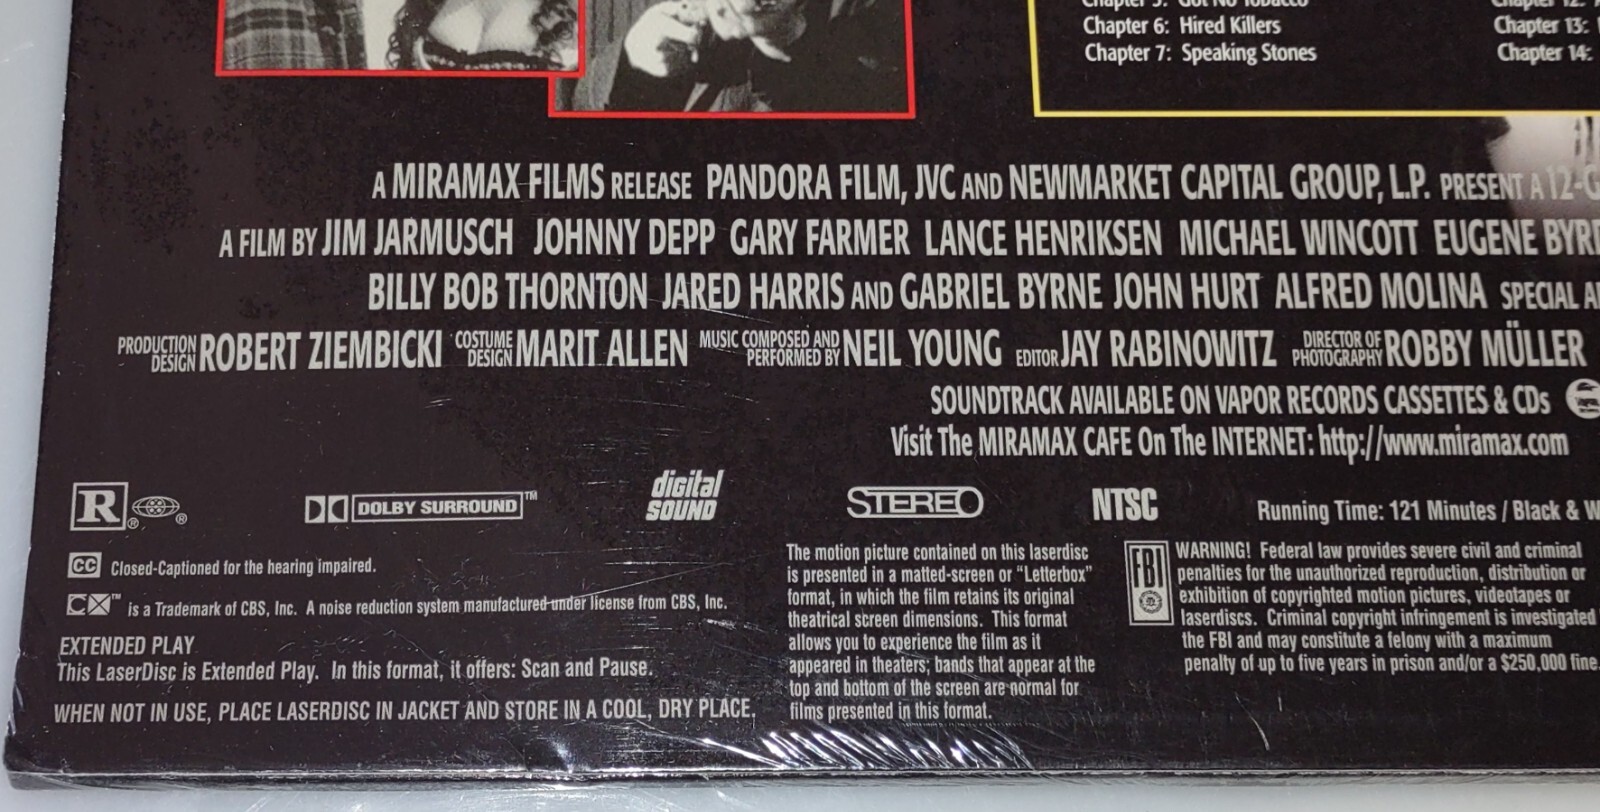 Chapter 5: Got No Tobacco
Chapter 12:
Chapter 6: Hired Killers
Chapter 13:
Chapter 7: Speaking Stones
Chapter 14:
A MIRAMAX FILMS RELEASE PANDORA FILM, JVC AND NEWMARKET CAPITAL GROUP, L.P. PRESENT A 12-G
A FILM BY JIM JARMUSCH JOHNNY DEPP GARY FARMER LANCE HENRIKSEN MICHAEL WINCOTT EUGENE BYRD
BILLY BOB THORNTON JARED HARRIS AND GABRIEL BYRNE JOHN HURT ALFRED MOLINA SPECIAL
PRODUCTION DESIGN ROBERT ZIEMBICKI COSTUME DESIGN MARIT ALLEN MUSIC COMPOSED AND PERFORMED BY NEIL YOUNG EDITOR JAY RABINOWITZ DIRECTOR OF PHOTOGRAPHY ROBBY MÜLLER
SOUNDTRACK AVAILABLE ON VAPOR RECORDS CASSETTES & CDs
Visit The MIRAMAX CAFE On The INTERNET: http://www.miramax.com
R ® ®
DOLBY SURROUND™
digital
SOUND
STEREO
NTSC
Running Time: 121 Minutes / Black & W
CC Closed-Captioned for the hearing impaired.
CX™ is a Trademark of CBS, Inc. A noise reduction system manufactured under license from CBS, Inc.
EXTENDED PLAY
This LaserDisc is Extended Play. In this format, it offers: Scan and Pause.
WHEN NOT IN USE, PLACE LASERDISC IN JACKET AND STORE IN A COOL, DRY PLACE.
The motion picture contained on this laserdisc
is presented in a matted-screen or "Letterbox"
format, in which the film retains its original
theatrical screen dimensions. This format
allows you to experience the film as it
appeared in theaters; bands that appear at the
top and bottom of the screen are normal for
films presented in this format.
FBI
WARNING! Federal law provides severe civil and criminal
penalties for the unauthorized reproduction, distribution or
exhibition of copyrighted motion pictures, videotapes or
laserdiscs. Criminal copyright infringement is investigated
the FBI and may constitute a felony with a maximum
penalty of up to five years in prison and/or a $250,000 fine.